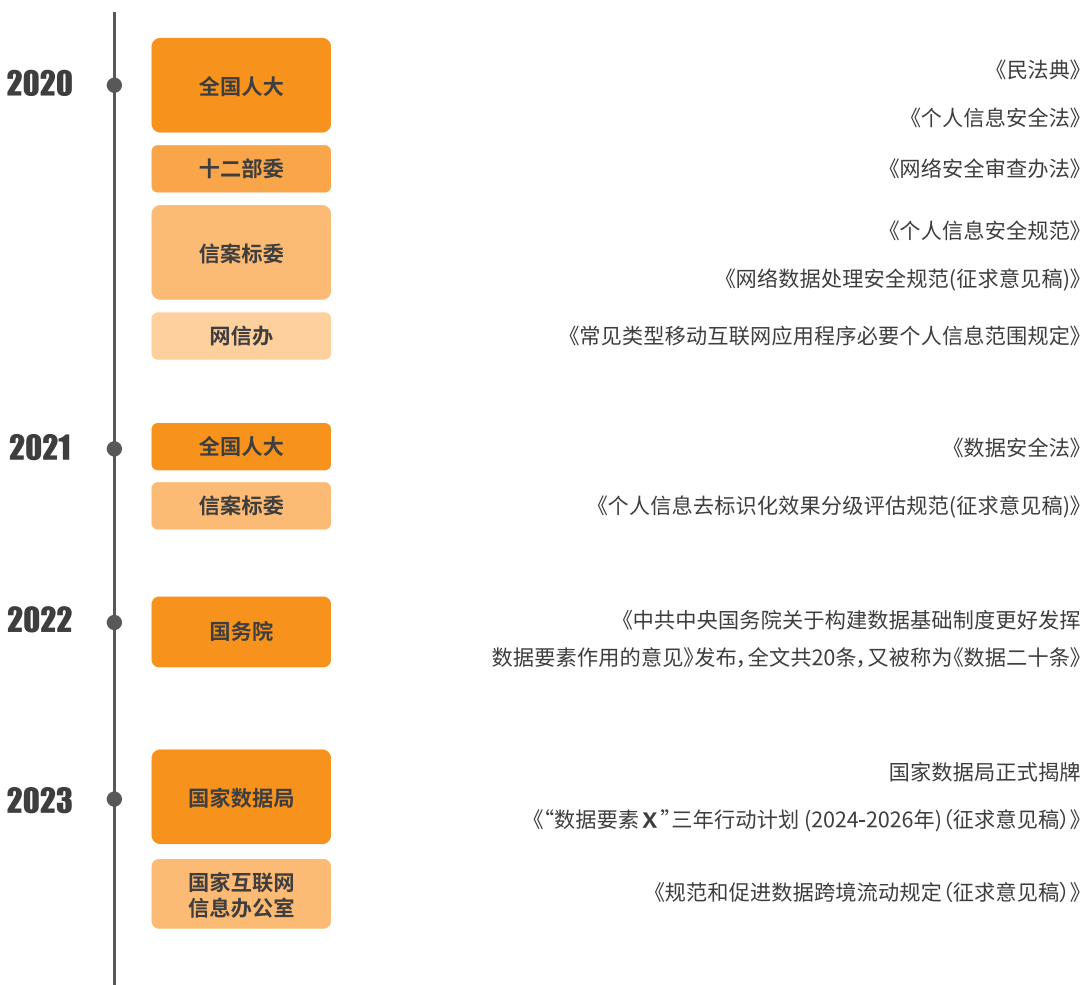 2020
全国人大
《民法典》
《个人信息安全法》
十二部委
《网络安全审查办法》
信案标委
《个人信息安全规范》
《网络数据处理安全规范(征求意见稿)》
网信办
《常见类型移动互联网应用程序必要个人信息范围规定》
2021
全国人大
《数据安全法》
信案标委
《个人信息去标识化效果分级评估规范(征求意见稿)》
2022
国务院
《中共中央国务院关于构建数据基础制度更好发挥
数据要素作用的意见》发布，全文共20条，又被称为《数据二十条》
2023
国家数据局
国家数据局正式揭牌
《“数据要素X”三年行动计划 (2024-2026年)（征求意见稿）》
国家互联网
信息办公室
《规范和促进数据跨境流动规定（征求意见稿）》